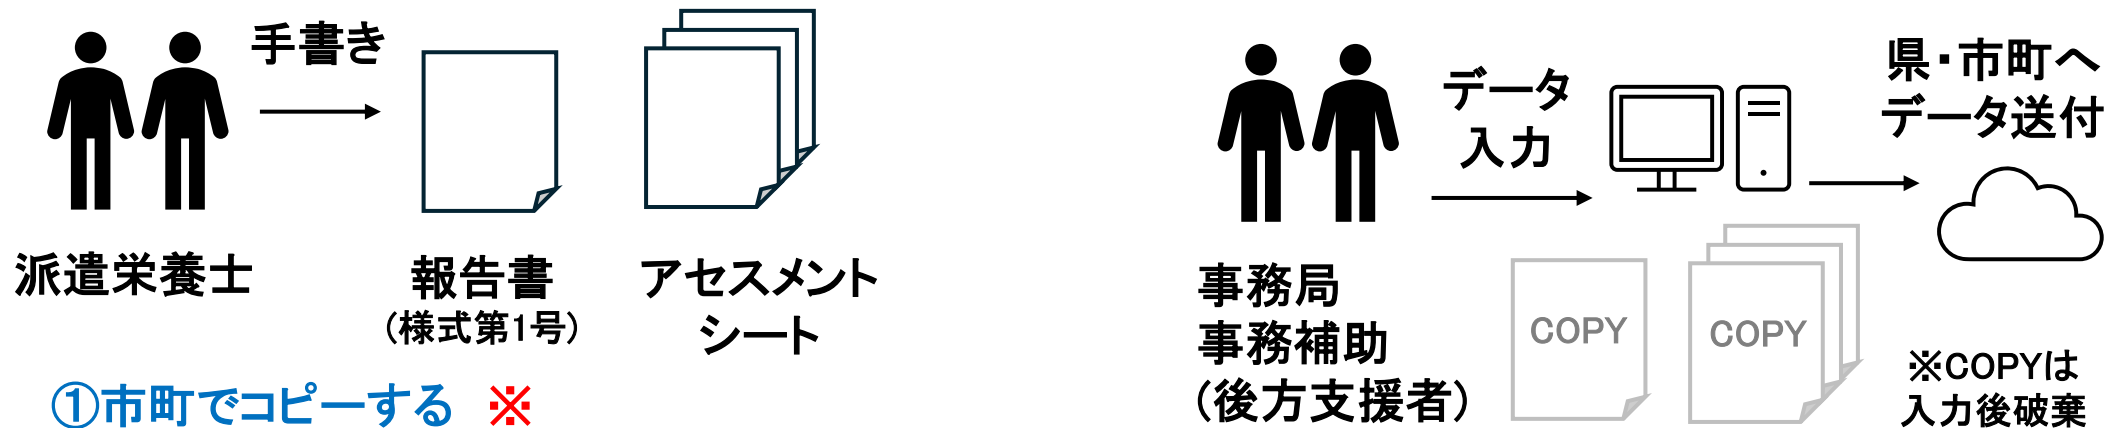 手書き
派遣栄養士
報告書
(様式第1号)
アセスメント
シート
①市町でコピーする ※
データ
入力
県・市町へ
データ送付
事務局
事務補助
(後方支援者)
COPY
COPY
※COPYは
入力後破棄